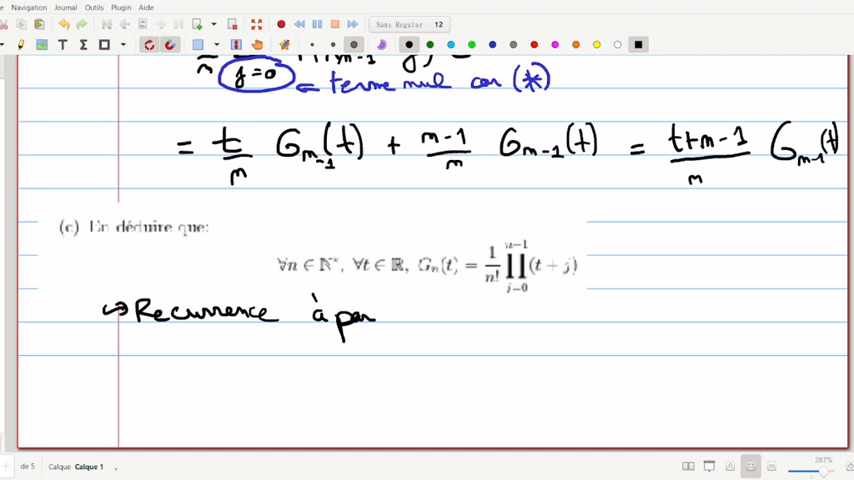 Navigation Journal Outils Plugin Aide
Sans Regular 12
n j=0
← terme nul car (*)
= t/n G_{n-1}(t) + n-1/n G_{n-1}(t) = t+n-1/n G_{n-1}(t)
(c) En déduire que:
∀n ∈ ℕ*, ∀t ∈ ℝ, G_n(t) = 1/n! ∏_{j=0}^{n-1} (t + j)
↪ Recurrence à par
de 5 Calque Calque 1 287%